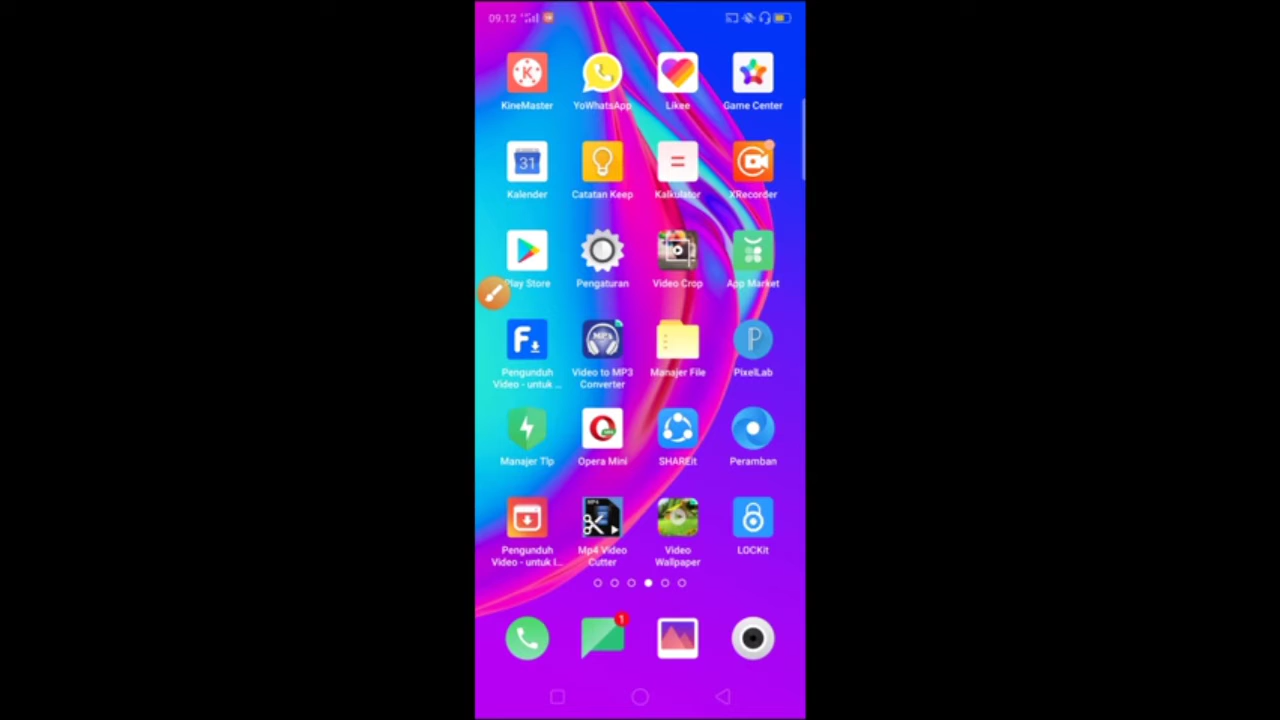 09.12
KineMaster
YoWhatsApp
Likee
Game Center
31
Kalender
Catatan Keep
Kalkulator
XRecorder
Play Store
Pengaturan
Video Crop
App Market
Pengunduh
Video - untuk ...
MP3
Video to MP3
Converter
Manajer File
PixelLab
Manajer Tlp
Opera Mini
SHAREit
Peramban
Pengunduh
Video - untuk I...
MP4
Mp4 Video
Cutter
Video
Wallpaper
LOCKit
1